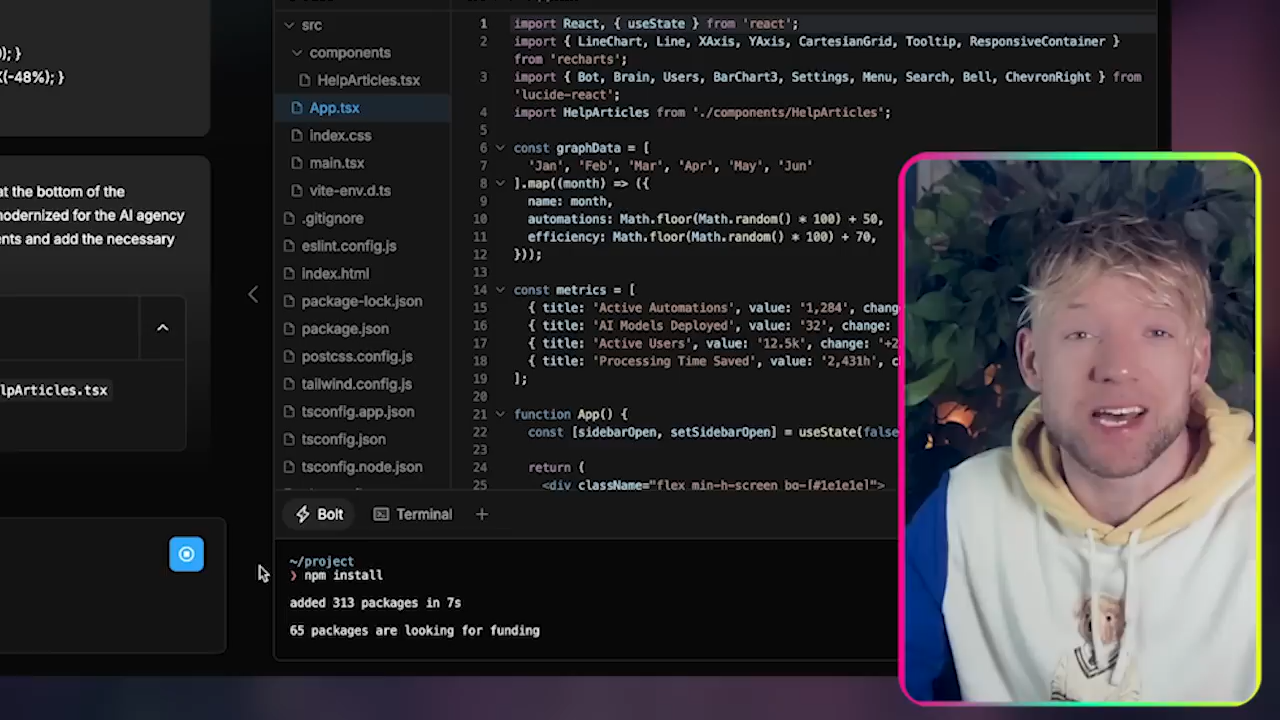 ); }
(-48%); }
at the bottom of the
modernized for the AI agency
nts and add the necessary
lpArticles.tsx
src
components
HelpArticles.tsx
App.tsx
index.css
main.tsx
vite-env.d.ts
.gitignore
eslint.config.js
index.html
package-lock.json
package.json
postcss.config.js
tailwind.config.js
tsconfig.app.json
tsconfig.json
tsconfig.node.json
1 import React, { useState } from 'react';
2 import { LineChart, Line, XAxis, YAxis, CartesianGrid, Tooltip, ResponsiveContainer }
from 'recharts';
3 import { Bot, Brain, Users, BarChart3, Settings, Menu, Search, Bell, ChevronRight } from
'lucide-react';
4 import HelpArticles from './components/HelpArticles';
5
6 const graphData = [
7 'Jan', 'Feb', 'Mar', 'Apr', 'May', 'Jun'
8 ].map((month) => ({
9 name: month,
10 automations: Math.floor(Math.random() * 100) + 50,
11 efficiency: Math.floor(Math.random() * 100) + 70,
12 }));
13
14 const metrics = [
15 { title: 'Active Automations', value: '1,284', chang
16 { title: 'AI Models Deployed', value: '32', change:
17 { title: 'Active Users', value: '12.5k', change: '+2
18 { title: 'Processing Time Saved', value: '2,431h', c
19 ];
20
21 function App() {
22 const [sidebarOpen, setSidebarOpen] = useState(false
23
24 return (
25 <div className="flex min-h-screen bg-[#1e1e1e]">
Bolt
Terminal
~/project
❯ npm install
added 313 packages in 7s
65 packages are looking for funding